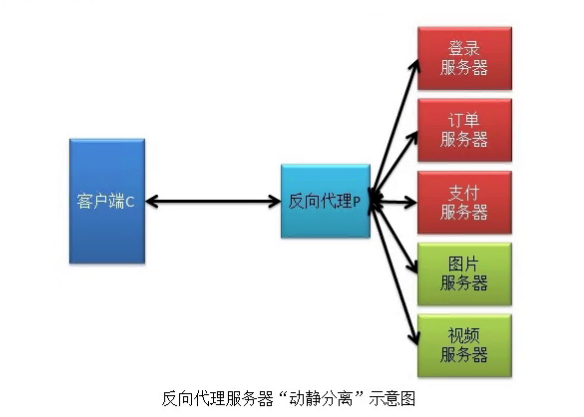 登录
服务器
订单
服务器
客户端C
反向代理P
支付
服务器
图片
服务器
视频
服务器
反向代理服务器“动静分离”示意图